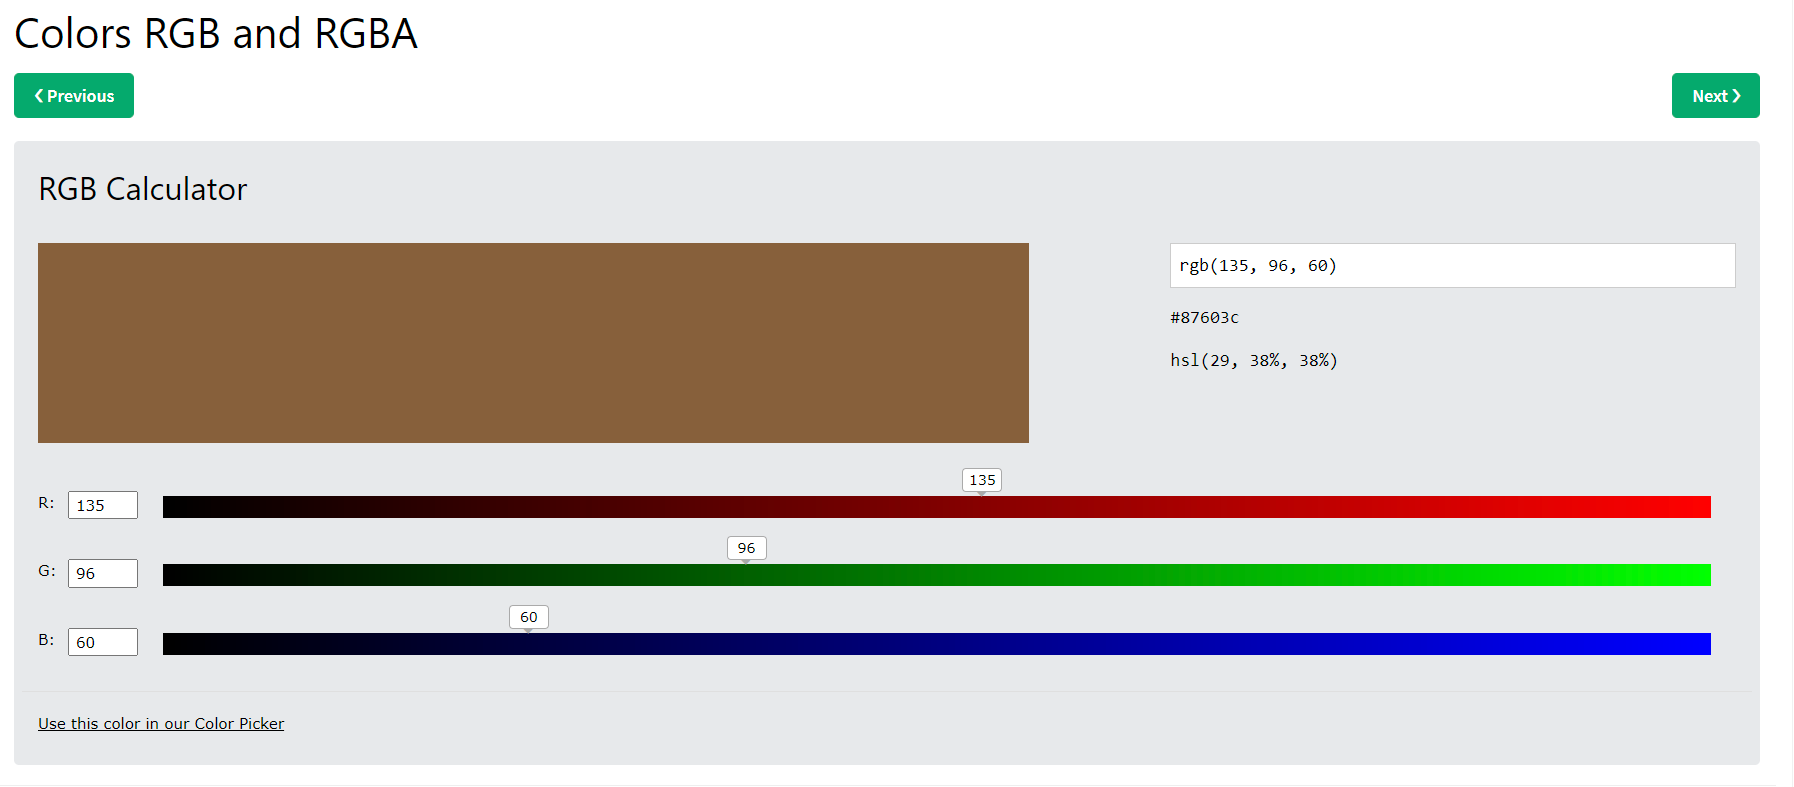 Colors RGB and RGBA
❮ Previous
Next ❯
RGB Calculator
rgb(135, 96, 60)
#87603c
hsl(29, 38%, 38%)
135
R: 135
96
G: 96
60
B: 60
Use this color in our Color Picker